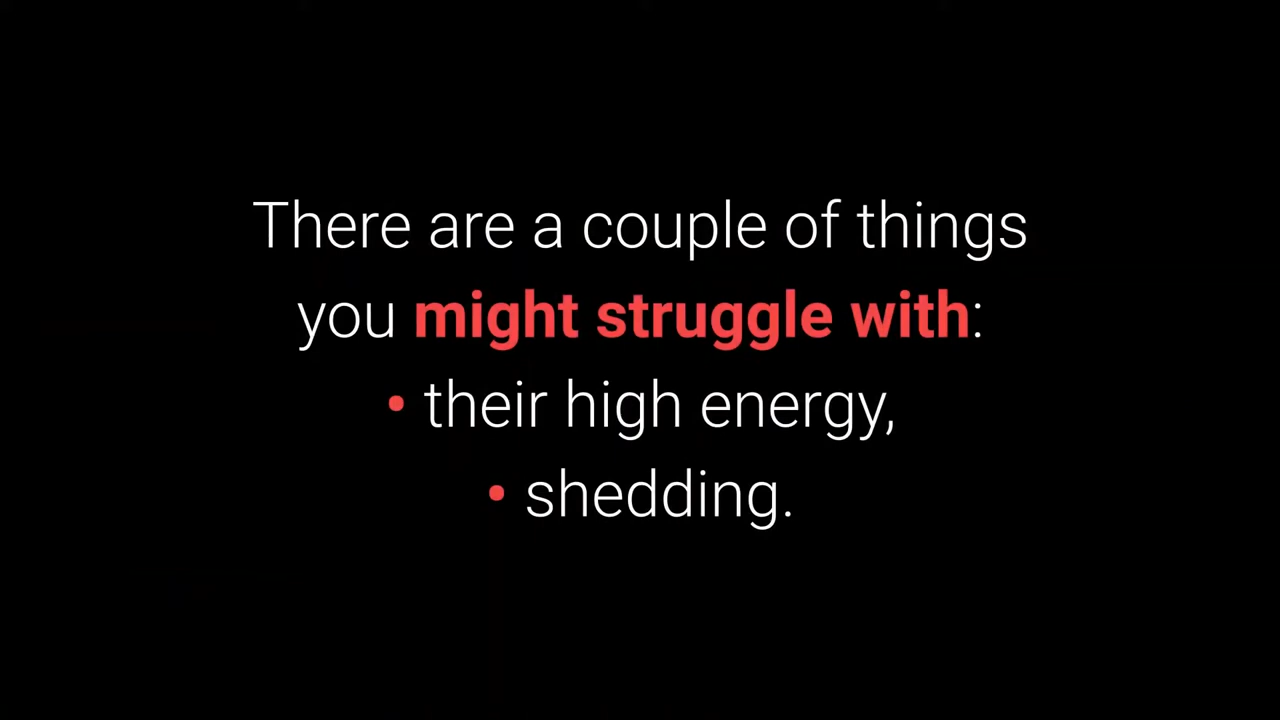 There are a couple of things
you might struggle with:
• their high energy,
• shedding.